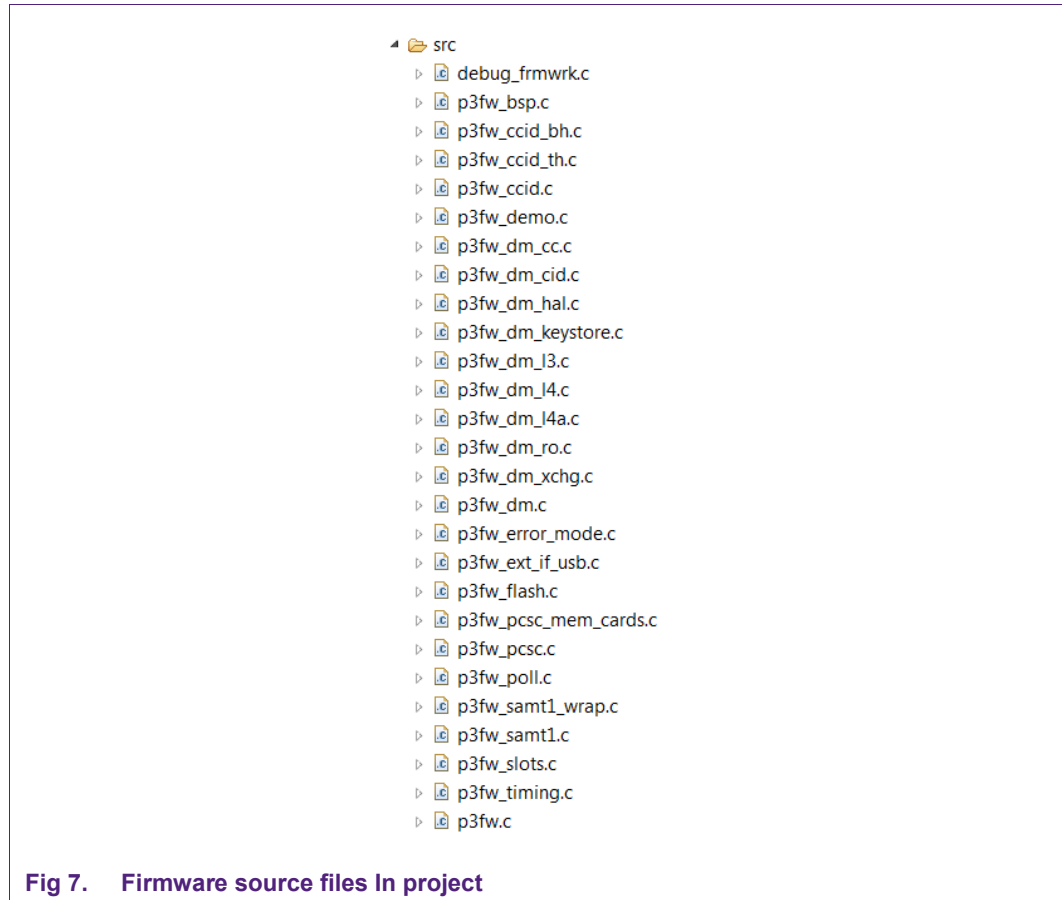 src
debug_frmwrk.c
p3fw_bsp.c
p3fw_ccid_bh.c
p3fw_ccid_th.c
p3fw_ccid.c
p3fw_demo.c
p3fw_dm_cc.c
p3fw_dm_cid.c
p3fw_dm_hal.c
p3fw_dm_keystore.c
p3fw_dm_l3.c
p3fw_dm_l4.c
p3fw_dm_l4a.c
p3fw_dm_ro.c
p3fw_dm_xchg.c
p3fw_dm.c
p3fw_error_mode.c
p3fw_ext_if_usb.c
p3fw_flash.c
p3fw_pcsc_mem_cards.c
p3fw_pcsc.c
p3fw_poll.c
p3fw_samt1_wrap.c
p3fw_samt1.c
p3fw_slots.c
p3fw_timing.c
p3fw.c
Fig 7. Firmware source files In project